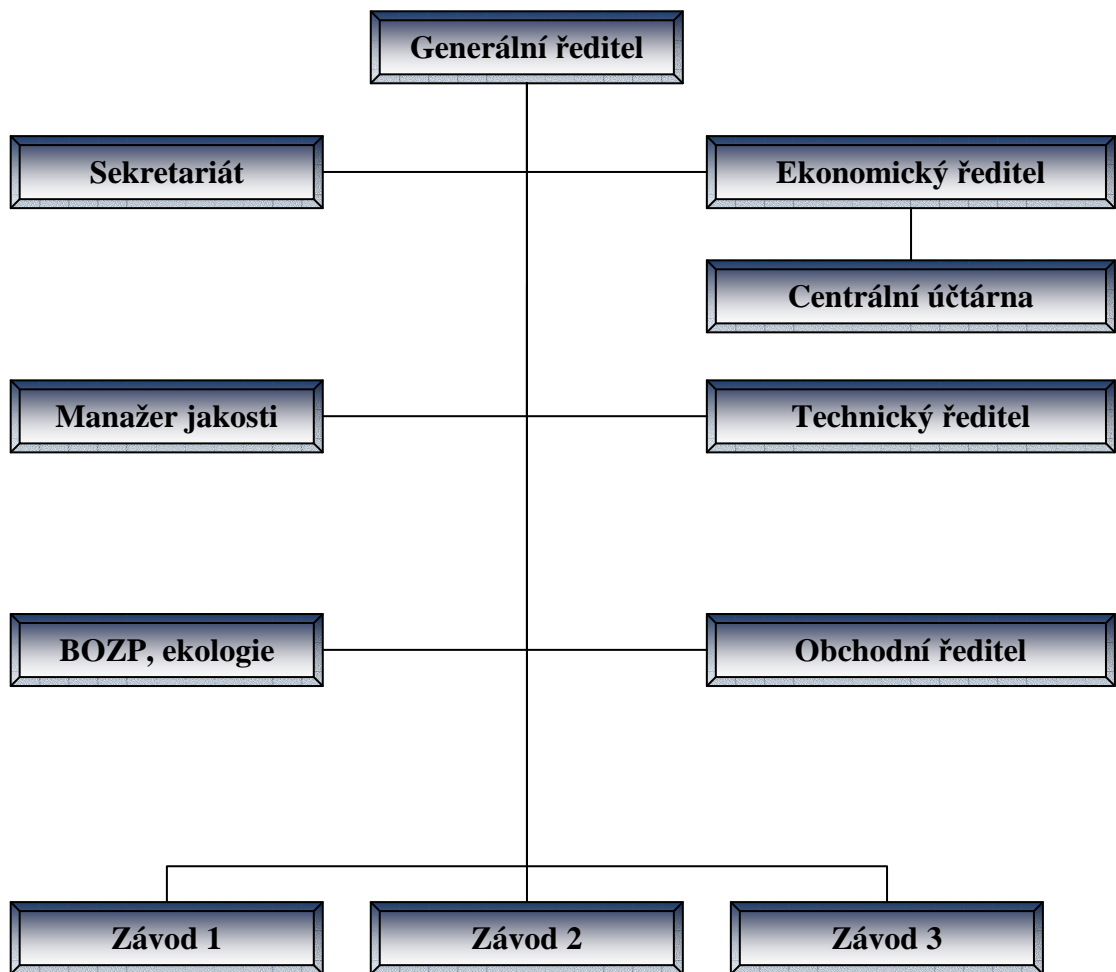 Generální ředitel
Sekretariát
Ekonomický ředitel
Centrální účtárna
Manažer jakosti
Technický ředitel
BOZP, ekologie
Obchodní ředitel
Závod 1
Závod 2
Závod 3